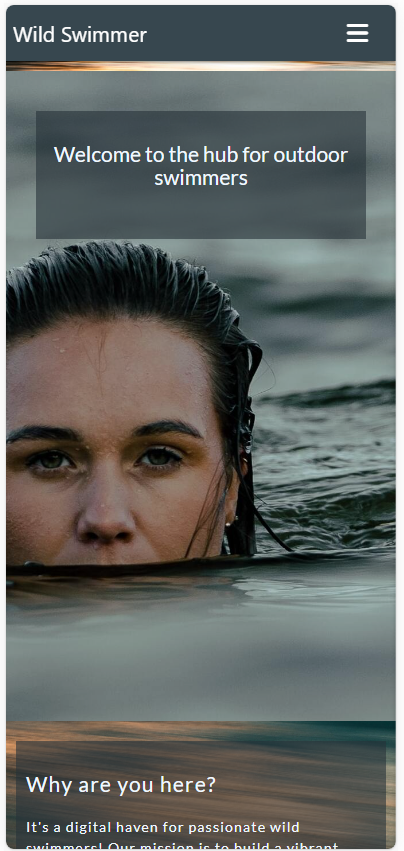 Wild Swimmer
Welcome to the hub for outdoor
swimmers
Why are you here?
It's a digital haven for passionate wild
swimmers! Our mission is to build a vibrant